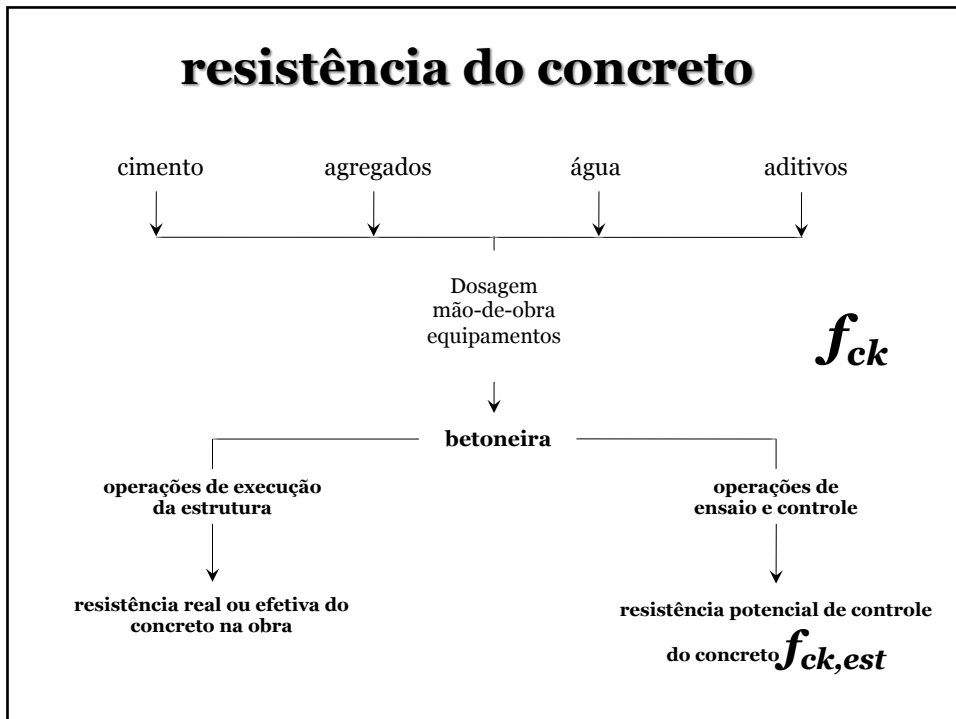 resistência do concreto
cimento
agregados
água
aditivos
Dosagem
mão-de-obra
equipamentos
fck
betoneira
operações de execução
da estrutura
operações de
ensaio e controle
resistência real ou efetiva do
concreto na obra
resistência potencial de controle
do concreto fck,est